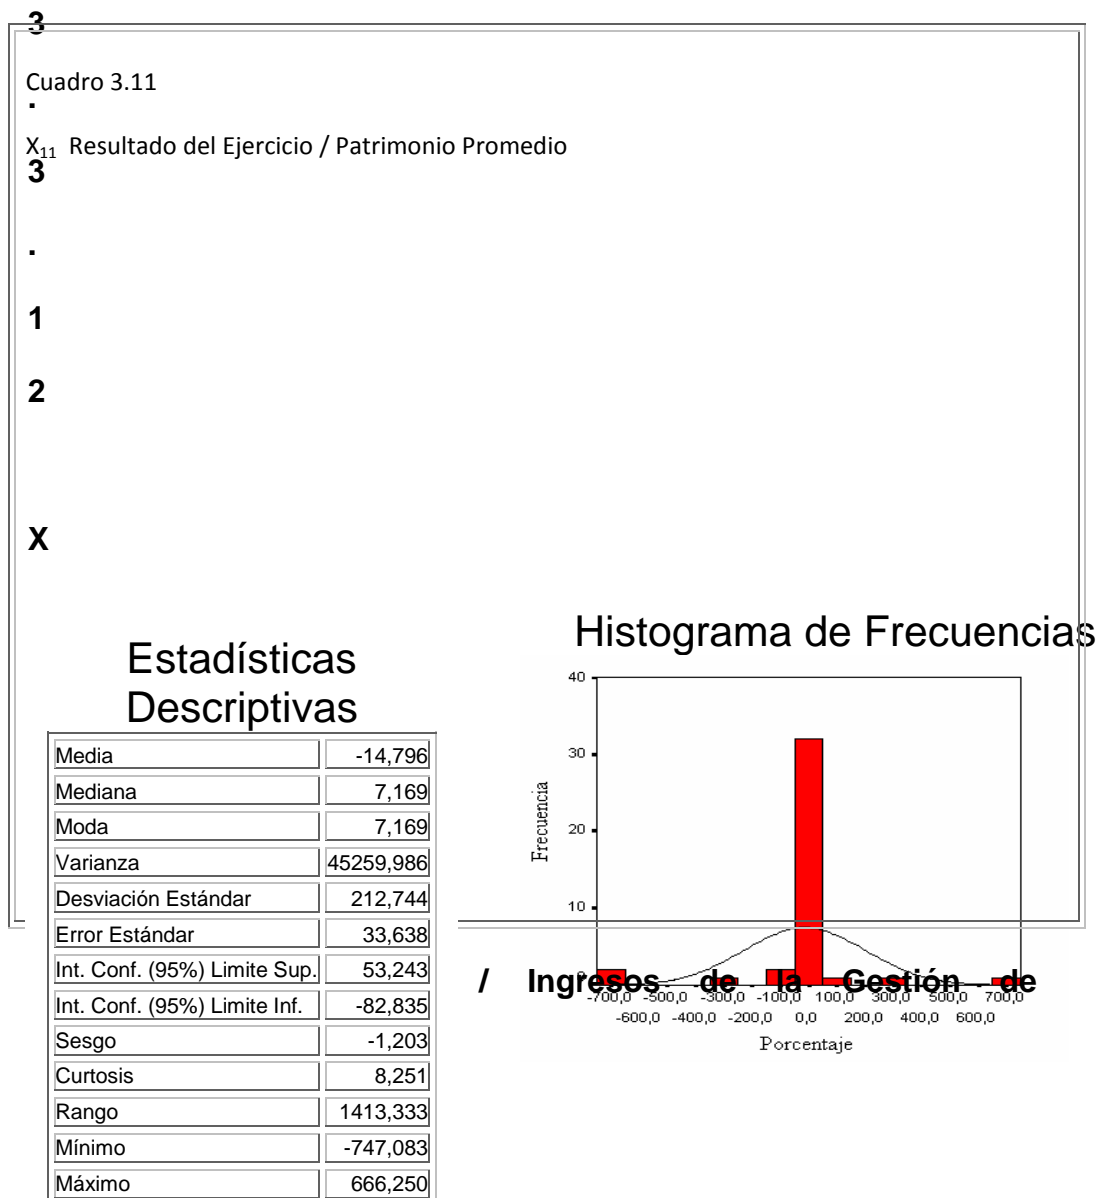 3
Cuadro 3.11
.
X11 Resultado del Ejercicio / Patrimonio Promedio
3
.
1
2
X
Estadísticas
Descriptivas
Media -14,796
Mediana 7,169
Moda 7,169
Varianza 45259,986
Desviación Estándar 212,744
Error Estándar 33,638
Int. Conf. (95%) Limite Sup. 53,243
Int. Conf. (95%) Limite Inf. -82,835
Sesgo -1,203
Curtosis 8,251
Rango 1413,333
Mínimo -747,083
Máximo 666,250
Histograma de Frecuencias
40
30
20
10
0
Frecuencia
/ Ingresos de la Gestión de
-700,0 -500,0 -300,0 -100,0 100,0 300,0 500,0 700,0
-600,0 -400,0 -200,0 0,0 200,0 400,0 600,0
Porcentaje